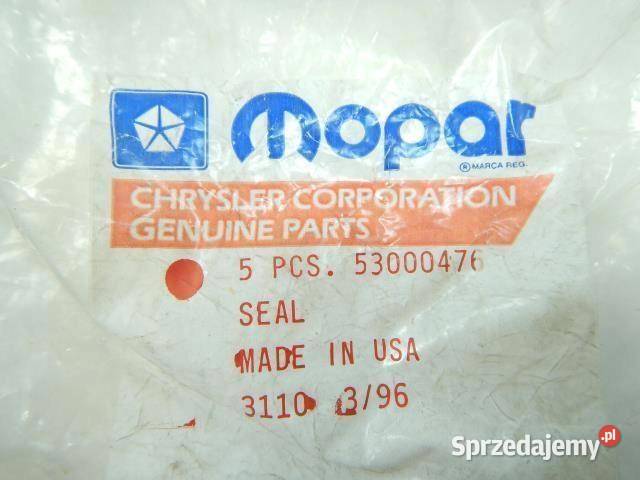 mopar
® MARCA REG.
CHRYSLER CORPORATION
GENUINE PARTS
5 PCS. 53000476
SEAL
MADE IN USA
3110 3/96
Sprzedajemy.pl